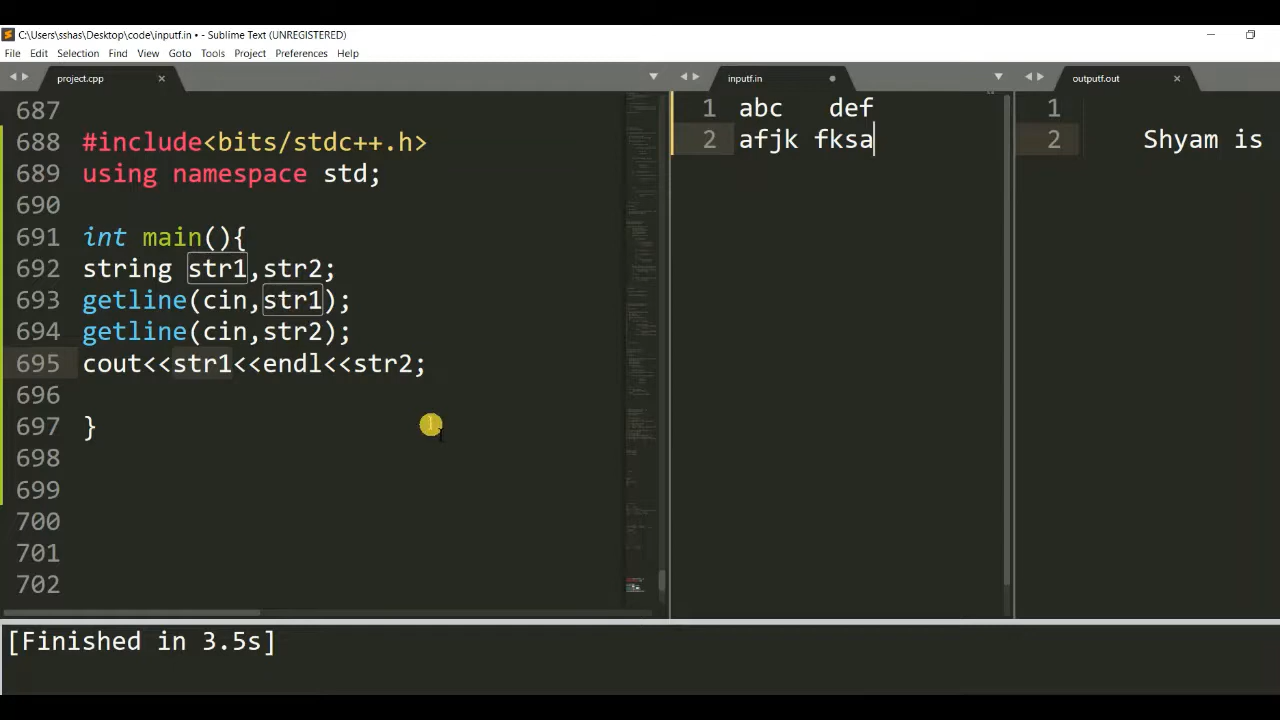 C:\Users\sshas\Desktop\code\inputf.in • - Sublime Text (UNREGISTERED)
File Edit Selection Find View Goto Tools Project Preferences Help
project.cpp
687
688 #include<bits/stdc++.h>
689 using namespace std;
690
691 int main(){
692 string str1,str2;
693 getline(cin,str1);
694 getline(cin,str2);
695 cout<<str1<<endl<<str2;
696
697 }
698
699
700
701
702
inputf.in
1 abc   def
2 afjk fksa
outputf.out
1
2     Shyam is
[Finished in 3.5s]